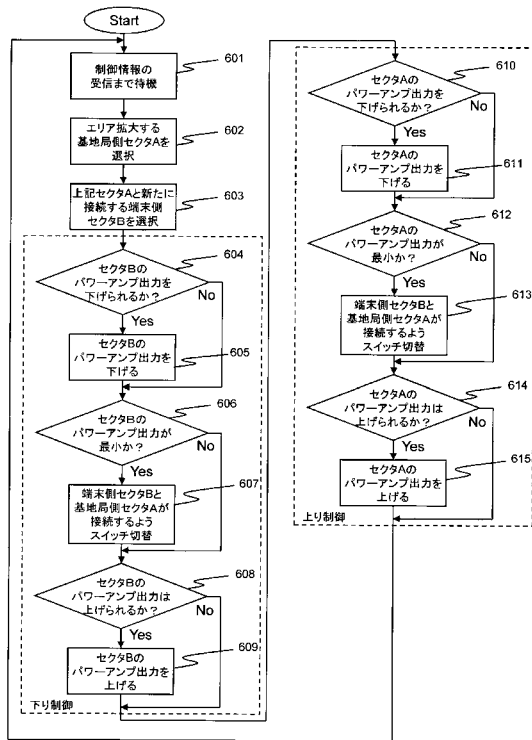 Start
制御情報の
受信まで待機
601
エリア拡大する
基地局側セクタAを
選択
602
上記セクタAと新たに
接続する端末側
セクタBを選択
603
セクタBの
パワーアンプ出力を
下げられるか？
604
No
Yes
セクタBの
パワーアンプ出力を
下げる
605
セクタBの
パワーアンプ出力が
最小か？
606
No
Yes
端末側セクタBと
基地局側セクタAが
接続するよう
スイッチ切替
607
セクタBの
パワーアンプ出力は
上げられるか？
608
No
Yes
セクタBの
パワーアンプ出力を
上げる
609
下り制御
セクタAの
パワーアンプ出力を
下げられるか？
610
No
Yes
セクタAの
パワーアンプ出力を
下げる
611
セクタAの
パワーアンプ出力が
最小か？
612
No
Yes
端末側セクタBと
基地局側セクタAが
接続するよう
スイッチ切替
613
セクタAの
パワーアンプ出力は
上げられるか？
614
No
Yes
セクタAの
パワーアンプ出力を
上げる
615
上り制御